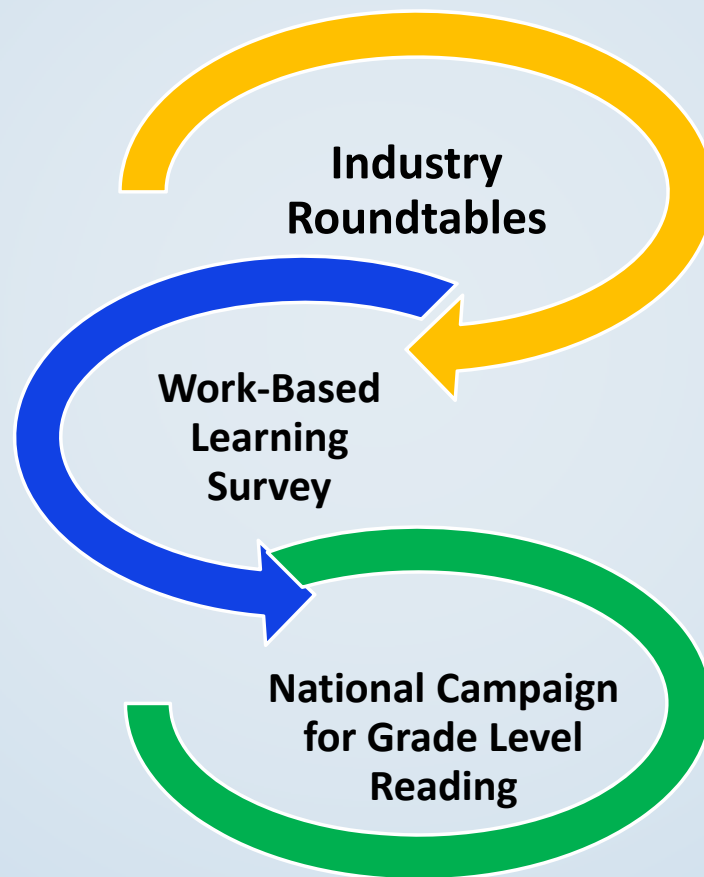 Industry
Roundtables
Work-Based
Learning
Survey
National Campaign
for Grade Level
Reading